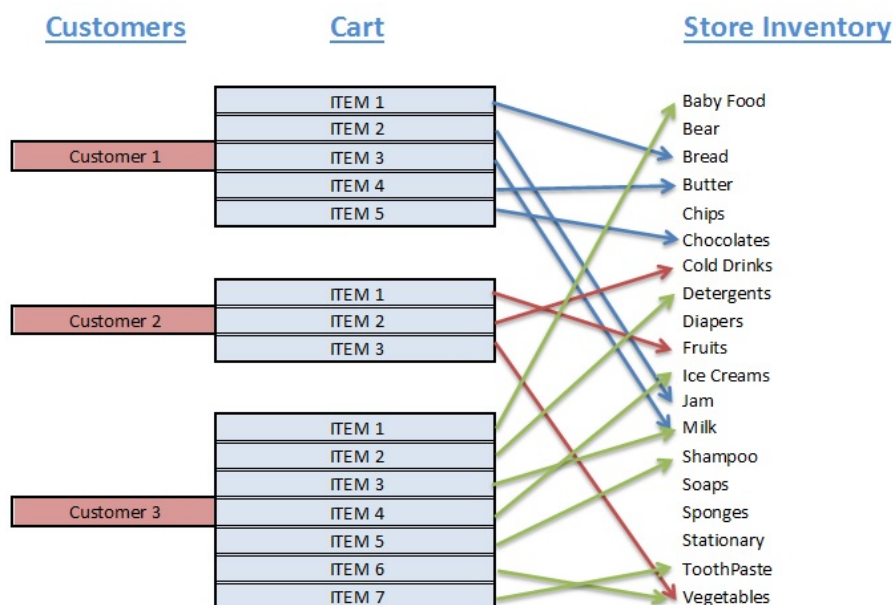 Customers
Cart
Store Inventory
Customer 1
ITEM 1
ITEM 2
ITEM 3
ITEM 4
ITEM 5
Customer 2
ITEM 1
ITEM 2
ITEM 3
Customer 3
ITEM 1
ITEM 2
ITEM 3
ITEM 4
ITEM 5
ITEM 6
ITEM 7
Baby Food
Bear
Bread
Butter
Chips
Chocolates
Cold Drinks
Detergents
Diapers
Fruits
Ice Creams
Jam
Milk
Shampoo
Soaps
Sponges
Stationary
ToothPaste
Vegetables